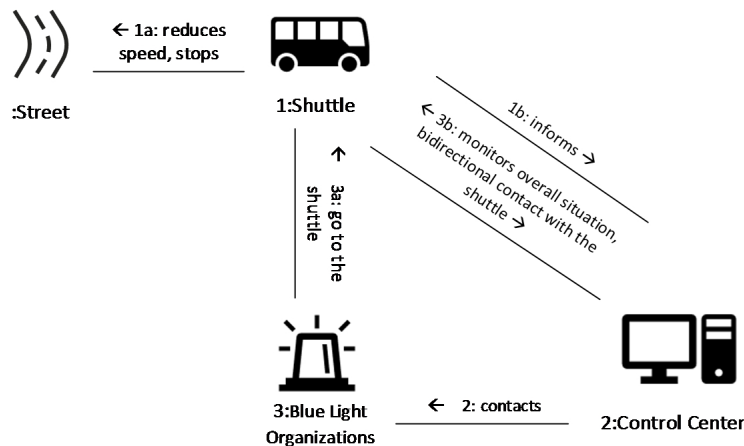 ← 1a: reduces
speed, stops
:Street
1:Shuttle
1b: informs →
← 3b: monitors overall situation,
bidirectional contact with the
shuttle →
← 3a: go to the
shuttle
3:Blue Light
Organizations
← 2: contacts
2:Control Center